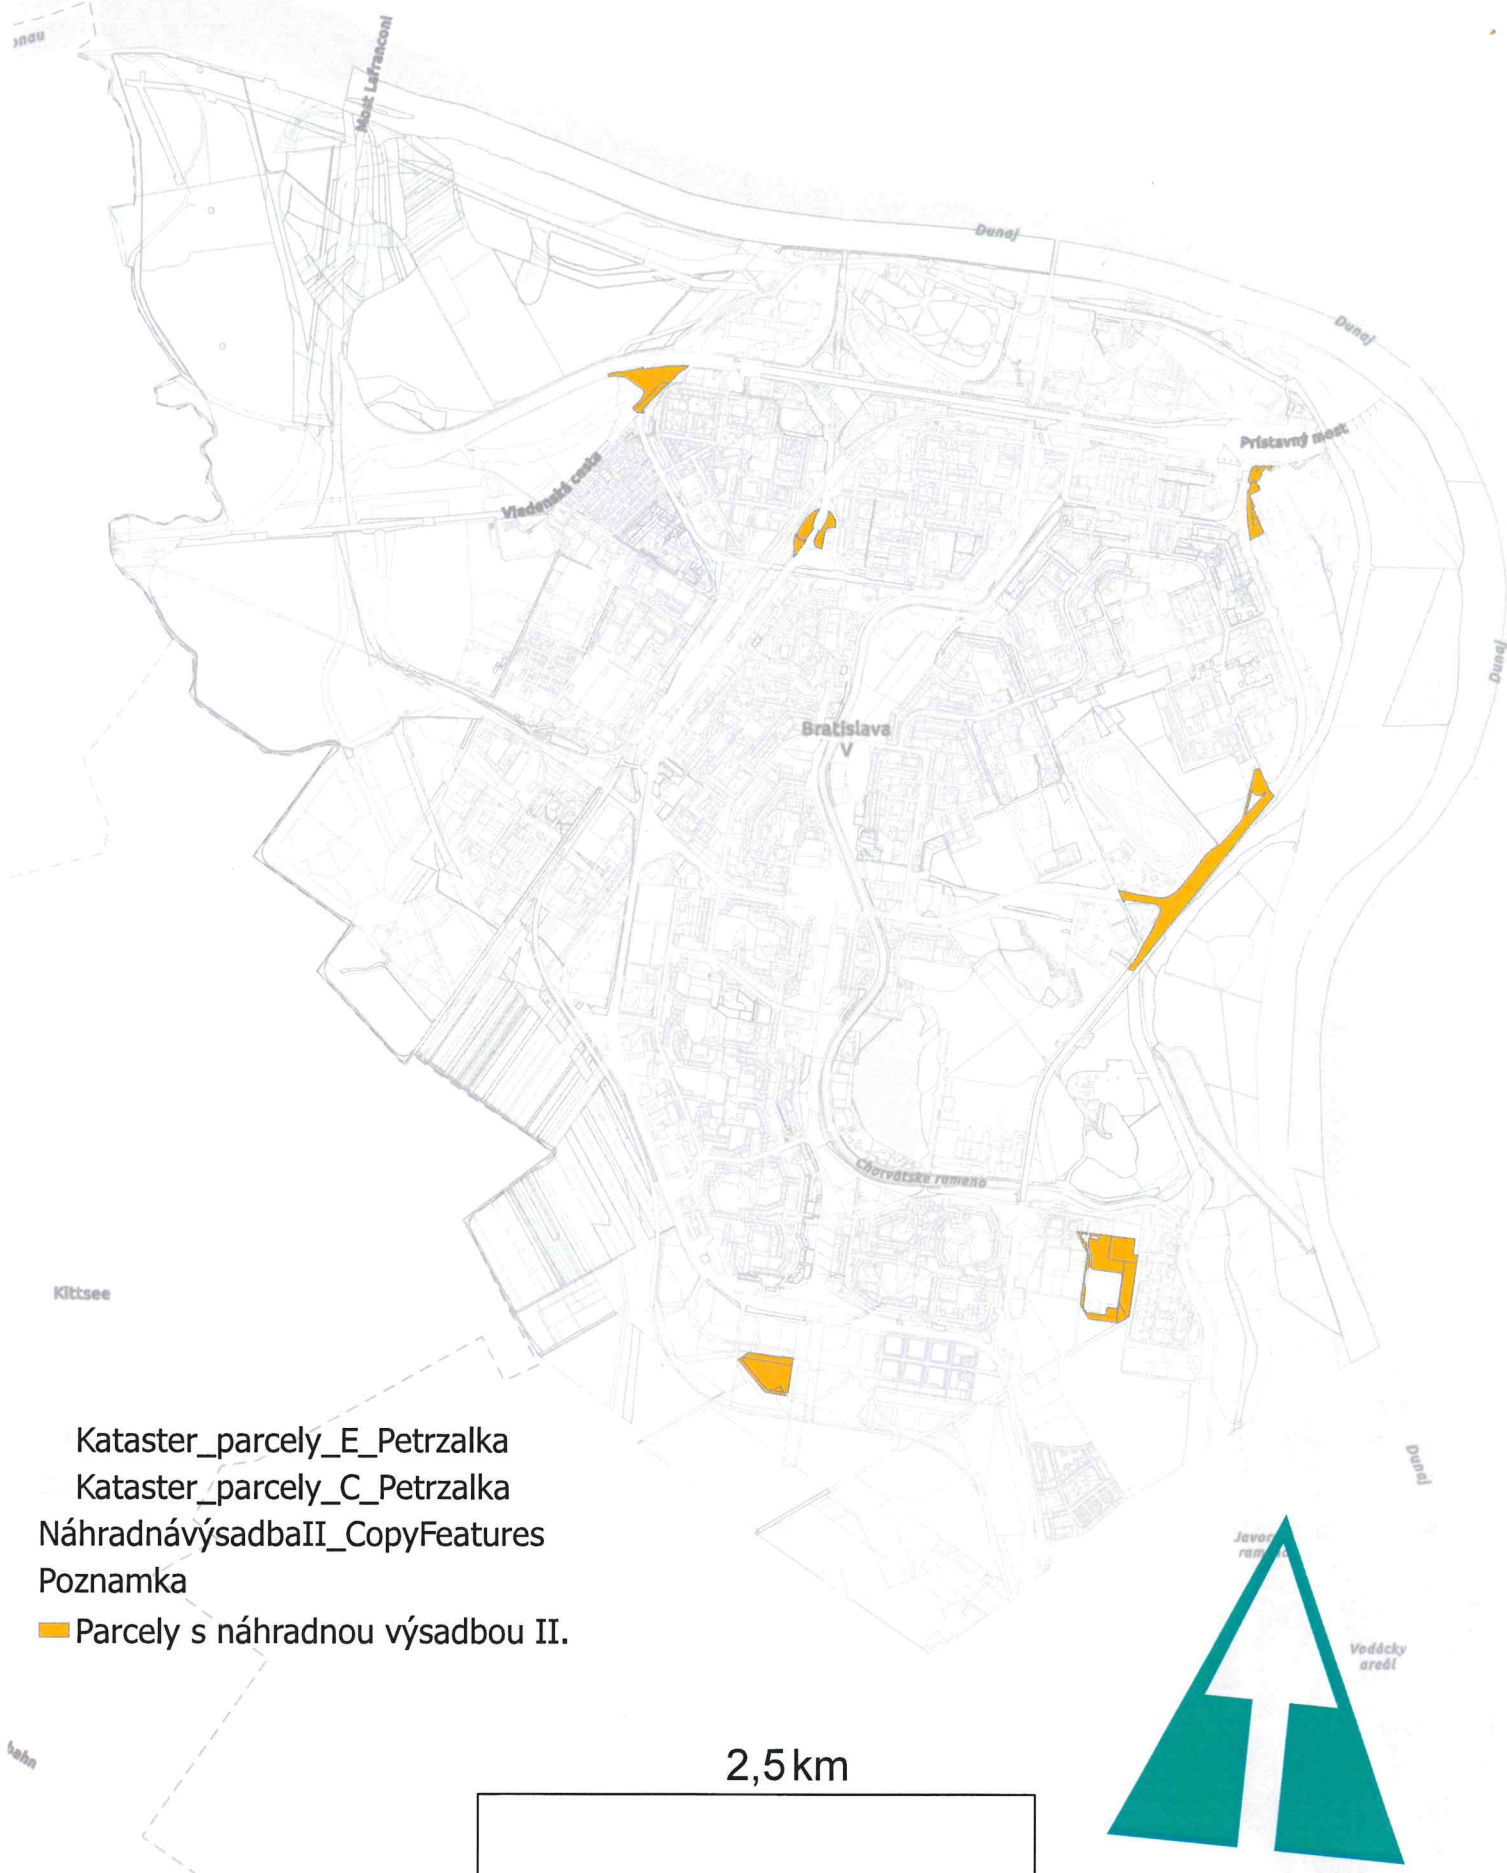 Most Lafranconi
Dunaj
Dunaj
Prístavný most
Viedenská cesta
Dunaj
Bratislava
V
Chorvátske rameno
Kittsee
Kataster_parcely_E_Petrzalka
Kataster_parcely_C_Petrzalka
NáhradnávýsadbaII_CopyFeatures
Poznamka
Parcely s náhradnou výsadbou II.
Dunaj
Vodácky
areál
2,5 km